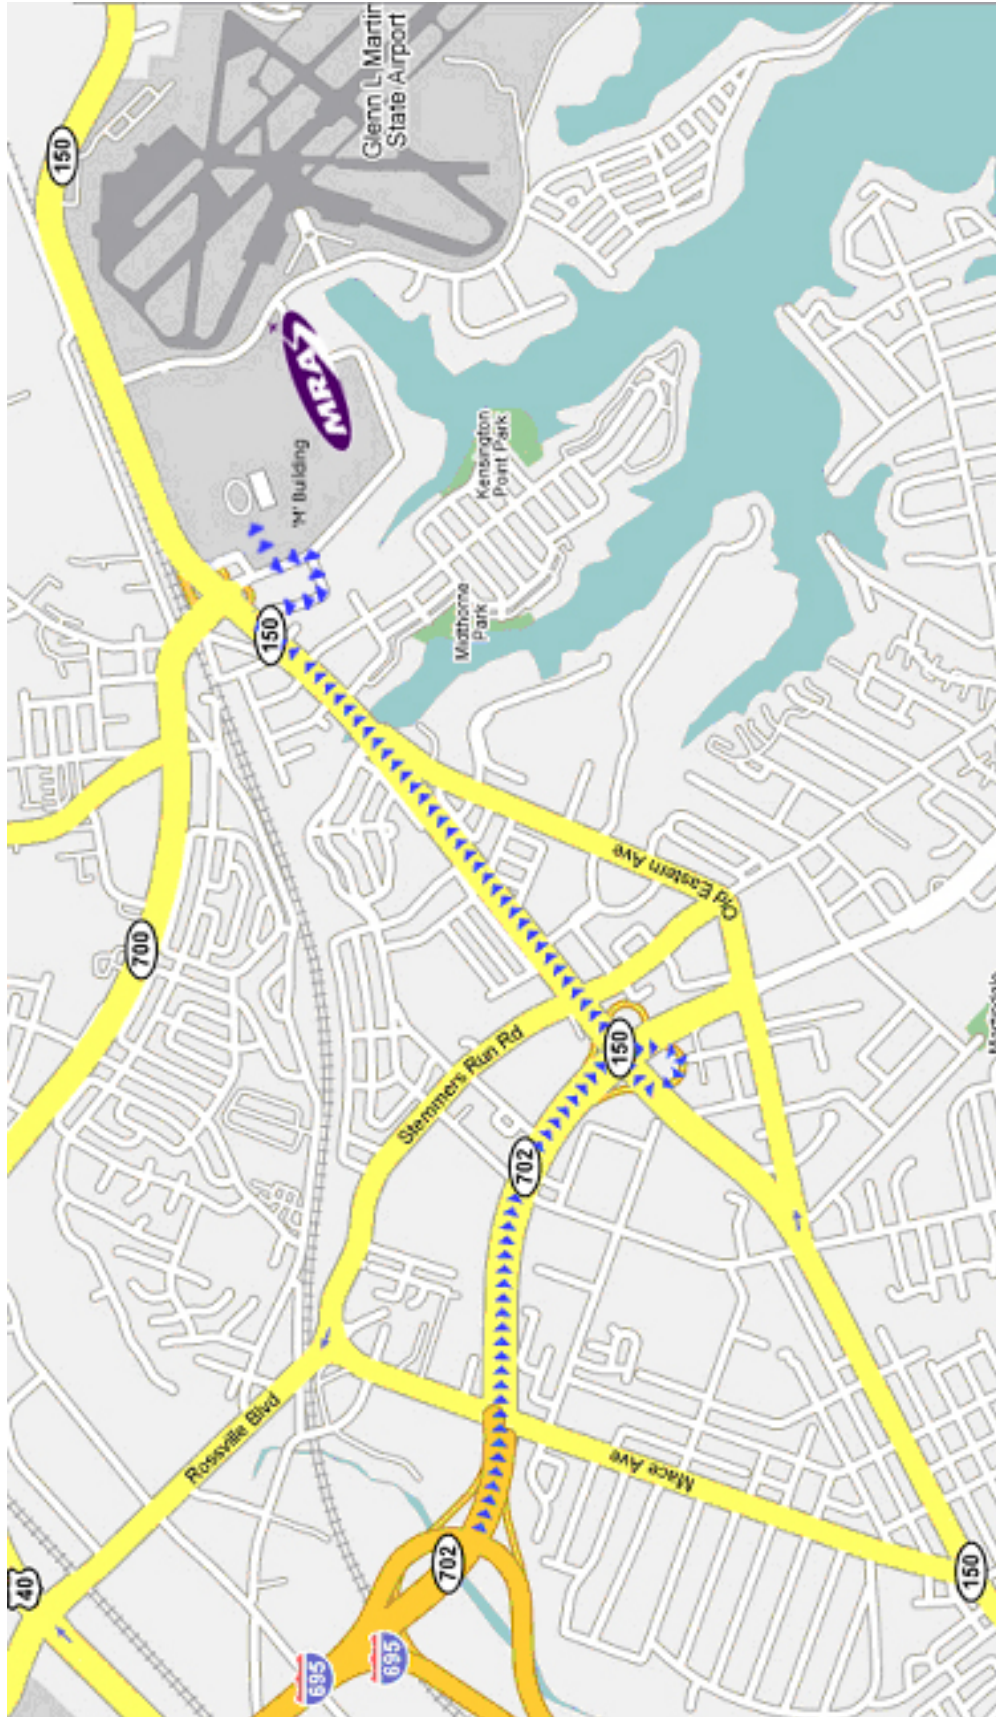 150
Glenn L Martin
State Airport
MRA
'M' Building
Kensington
Point Park
150
Midthorne
Park
700
Old Eastern Ave
Stemmers Run Rd
150
702
Rossville Blvd
Mace Ave
40
702
695
695
150